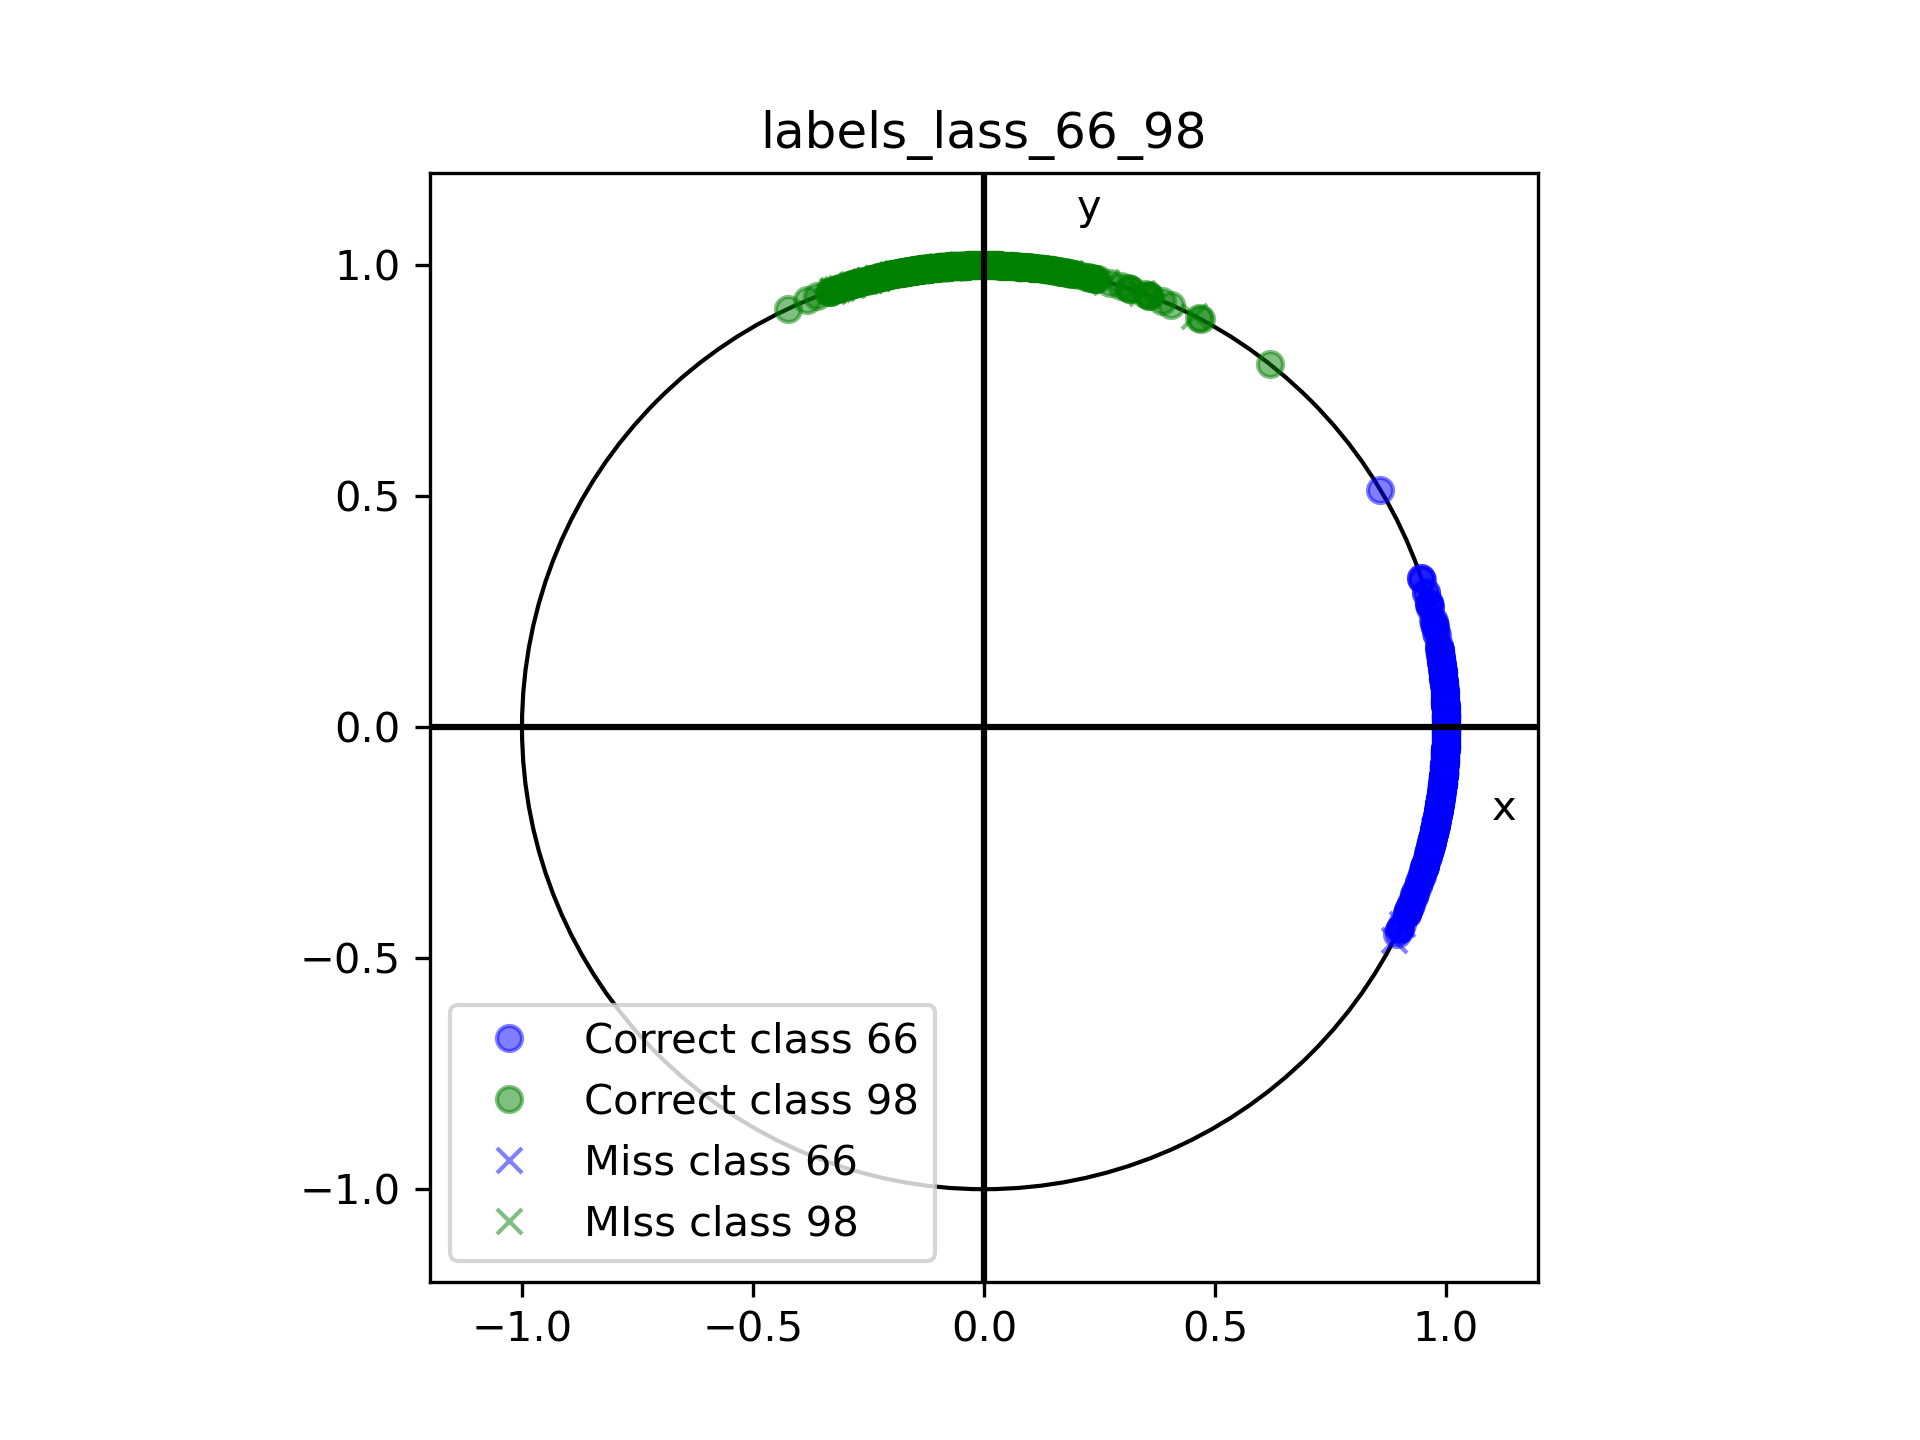 labels_lass_66_98
y
1.0
0.5
0.0
−0.5
−1.0
x
Correct class 66
Correct class 98
Miss class 66
MIss class 98
−1.0 −0.5 0.0 0.5 1.0